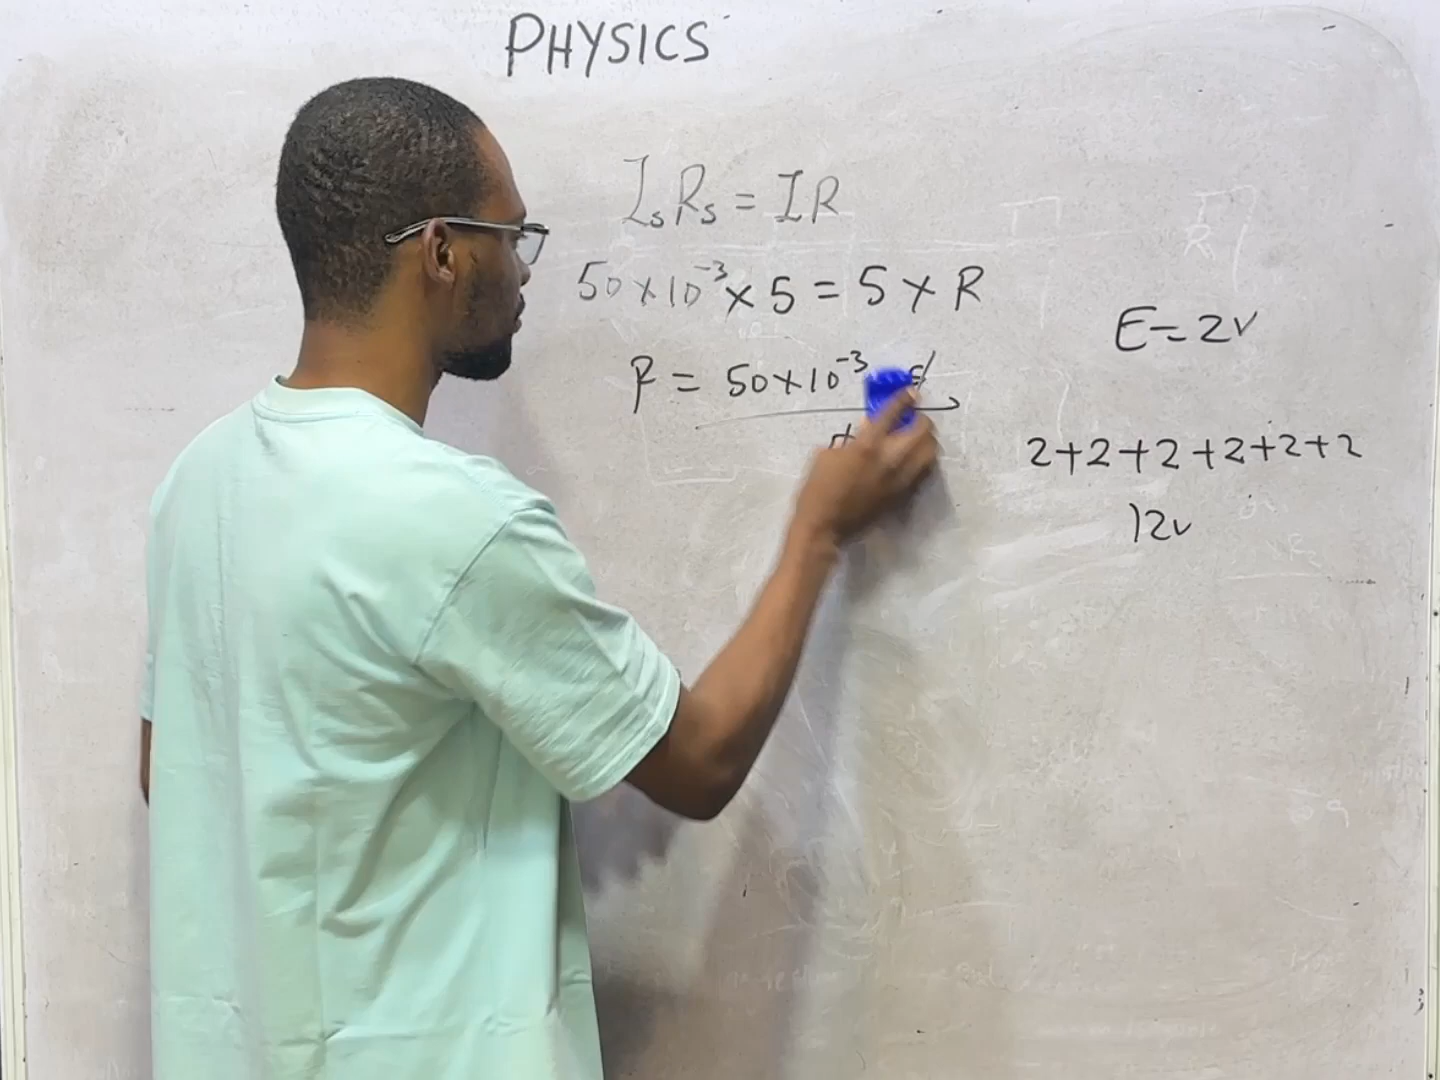 PHYSICS
IsRs = IR
50×10⁻³ × 5 = 5 × R
R = 50×10⁻³
E=2v
2+2+2+2+2+2
12v